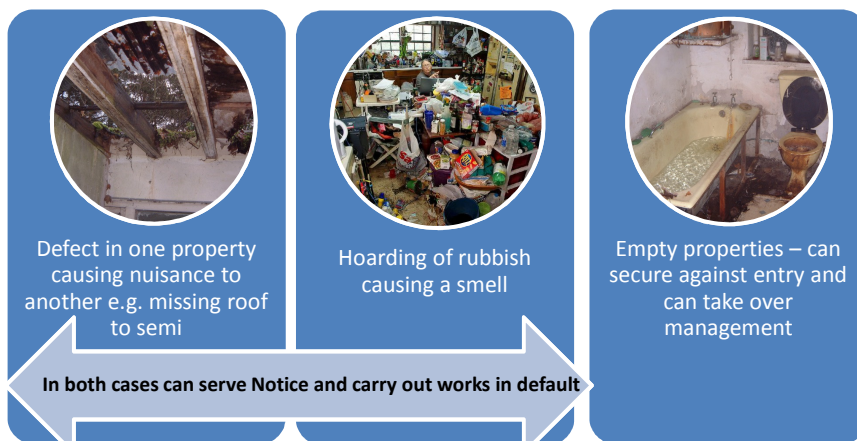 Defect in one property
causing nuisance to
another e.g. missing roof
to semi
Hoarding of rubbish
causing a smell
Empty properties – can
secure against entry and
can take over
management
In both cases can serve Notice and carry out works in default